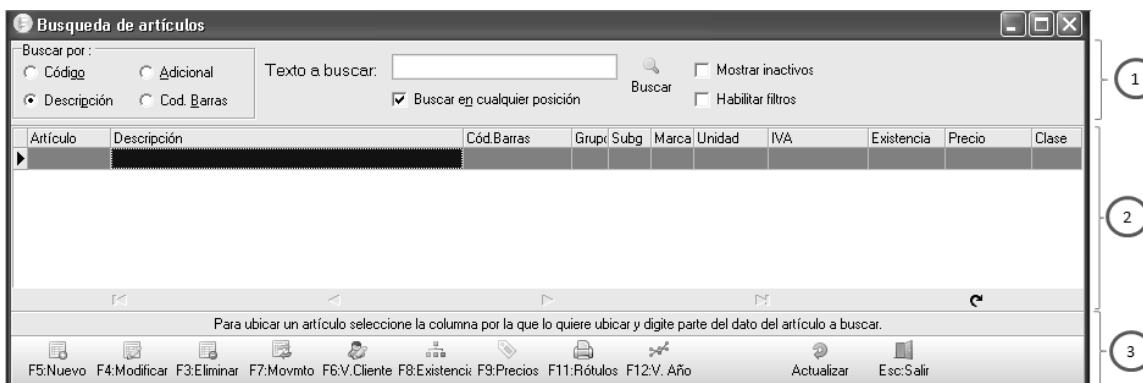 Busqueda de artículos
Buscar por :
Código
Adicional
Descripción
Cod. Barras
Texto a buscar:
Buscar en cualquier posición
Buscar
Mostrar inactivos
Habilitar filtros
1
Artículo Descripción Cód.Barras Grupo Subg Marca Unidad IVA Existencia Precio Clase
2
Para ubicar un artículo seleccione la columna por la que lo quiere ubicar y digite parte del dato del artículo a buscar.
F5:Nuevo F4:Modificar F3:Eliminar F7:Movmto F6:V.Cliente F8:Existencia F9:Precios F11:Rótulos F12:V. Año Actualizar Esc:Salir
3